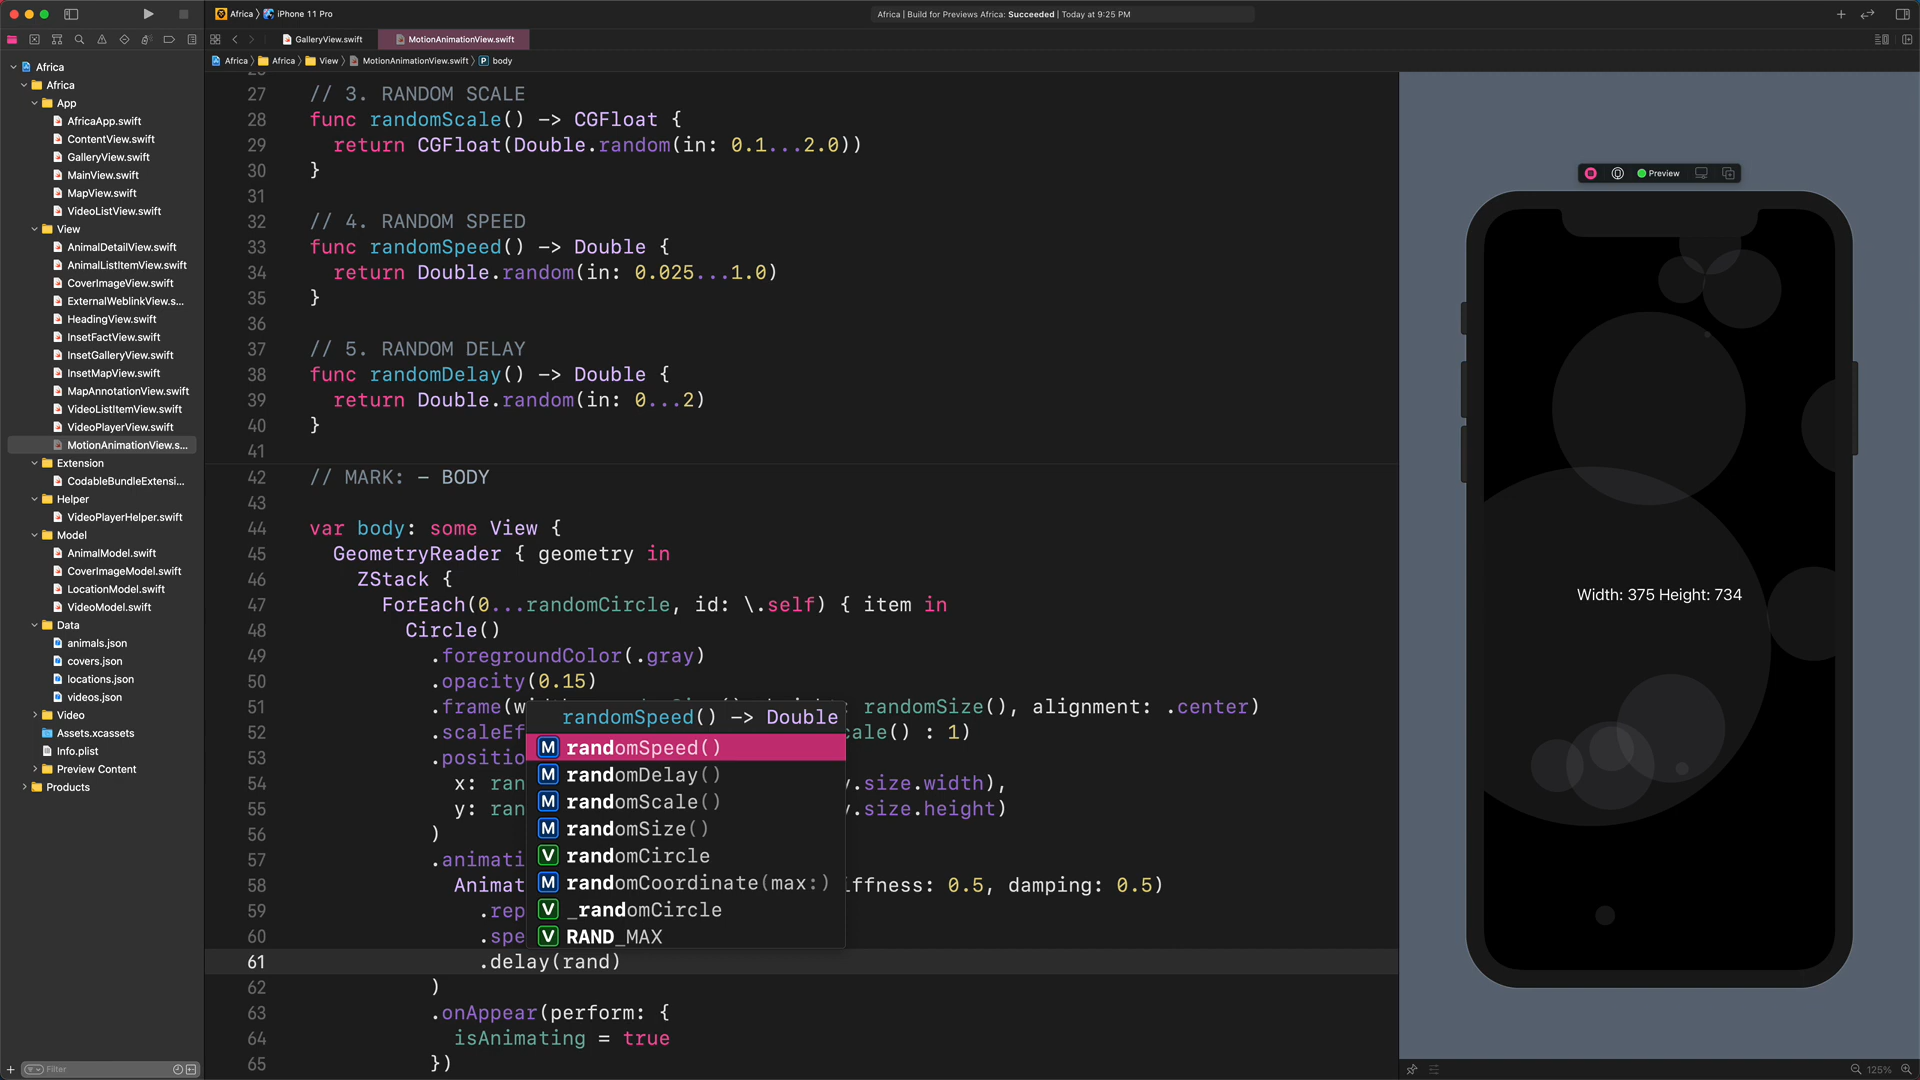 Africa
iPhone 11 Pro
Africa | Build for Previews Africa: Succeeded | Today at 9:25 PM
GalleryView.swift
MotionAnimationView.swift
Africa
Africa
View
MotionAnimationView.swift
body
Africa
Africa
App
AfricaApp.swift
ContentView.swift
GalleryView.swift
MainView.swift
MapView.swift
VideoListView.swift
View
AnimalDetailView.swift
AnimalListItemView.swift
CoverImageView.swift
ExternalWeblinkView.s...
HeadingView.swift
InsetFactView.swift
InsetGalleryView.swift
InsetMapView.swift
MapAnnotationView.swift
VideoListItemView.swift
VideoPlayerView.swift
MotionAnimationView.s...
Extension
CodableBundleExtensi...
Helper
VideoPlayerHelper.swift
Model
AnimalModel.swift
CoverImageModel.swift
LocationModel.swift
VideoModel.swift
Data
animals.json
covers.json
locations.json
videos.json
Video
Assets.xcassets
Info.plist
Preview Content
Products
Filter
27 // 3. RANDOM SCALE
28 func randomScale() -> CGFloat {
29 return CGFloat(Double.random(in: 0.1...2.0))
30 }
31
32 // 4. RANDOM SPEED
33 func randomSpeed() -> Double {
34 return Double.random(in: 0.025...1.0)
35 }
36
37 // 5. RANDOM DELAY
38 func randomDelay() -> Double {
39 return Double.random(in: 0...2)
40 }
41
42 // MARK: - BODY
43
44 var body: some View {
45 GeometryReader { geometry in
46 ZStack {
47 ForEach(0...randomCircle, id: \.self) { item in
48 Circle()
49 .foregroundColor(.gray)
50 .opacity(0.15)
51 .frame(w : randomSize(), alignment: .center)
52 .scaleEf cale() : 1)
53 .positio
54 x: ran y.size.width),
55 y: ran y.size.height)
56 )
57 .animati
58 Animat iffness: 0.5, damping: 0.5)
59 .rep
60 .spe
61 .delay(rand)
62 )
63 .onAppear(perform: {
64 isAnimating = true
65 })
randomSpeed() -> Double
M randomSpeed()
M randomDelay()
M randomScale()
M randomSize()
V randomCircle
M randomCoordinate(max:)
V _randomCircle
V RAND_MAX
Preview
Width: 375 Height: 734
125%